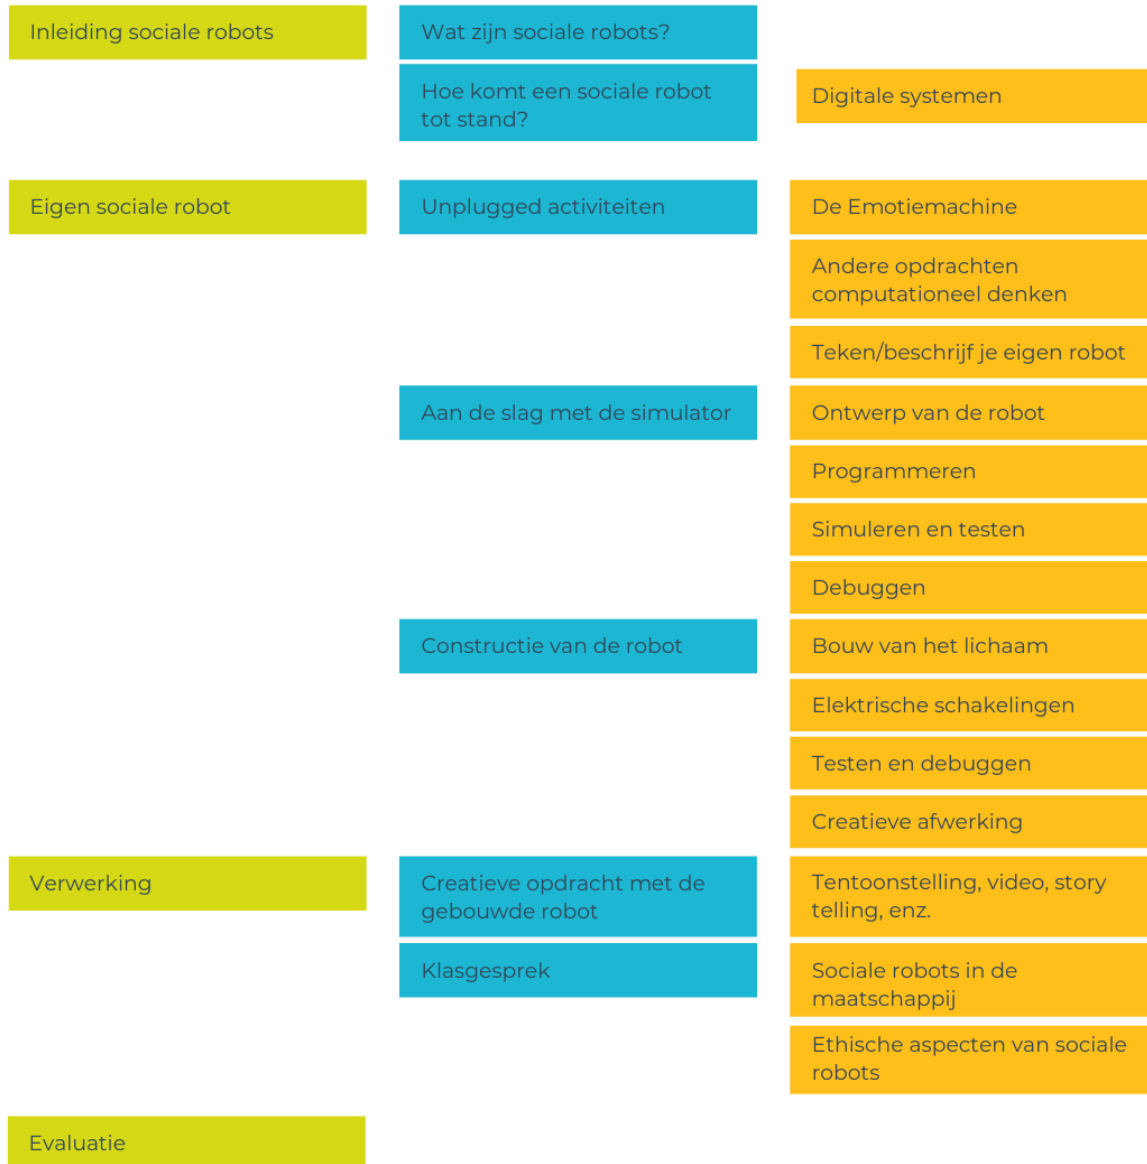 Inleiding sociale robots
Wat zijn sociale robots?
Hoe komt een sociale robot
tot stand?
Digitale systemen
Eigen sociale robot
Unplugged activiteiten
De Emotiemachine
Andere opdrachten
computationeel denken
Teken/beschrijf je eigen robot
Aan de slag met de simulator
Ontwerp van de robot
Programmeren
Simuleren en testen
Debuggen
Constructie van de robot
Bouw van het lichaam
Elektrische schakelingen
Testen en debuggen
Creatieve afwerking
Verwerking
Creatieve opdracht met de
gebouwde robot
Tentoonstelling, video, story
telling, enz.
Klasgesprek
Sociale robots in de
maatschappij
Ethische aspecten van sociale
robots
Evaluatie